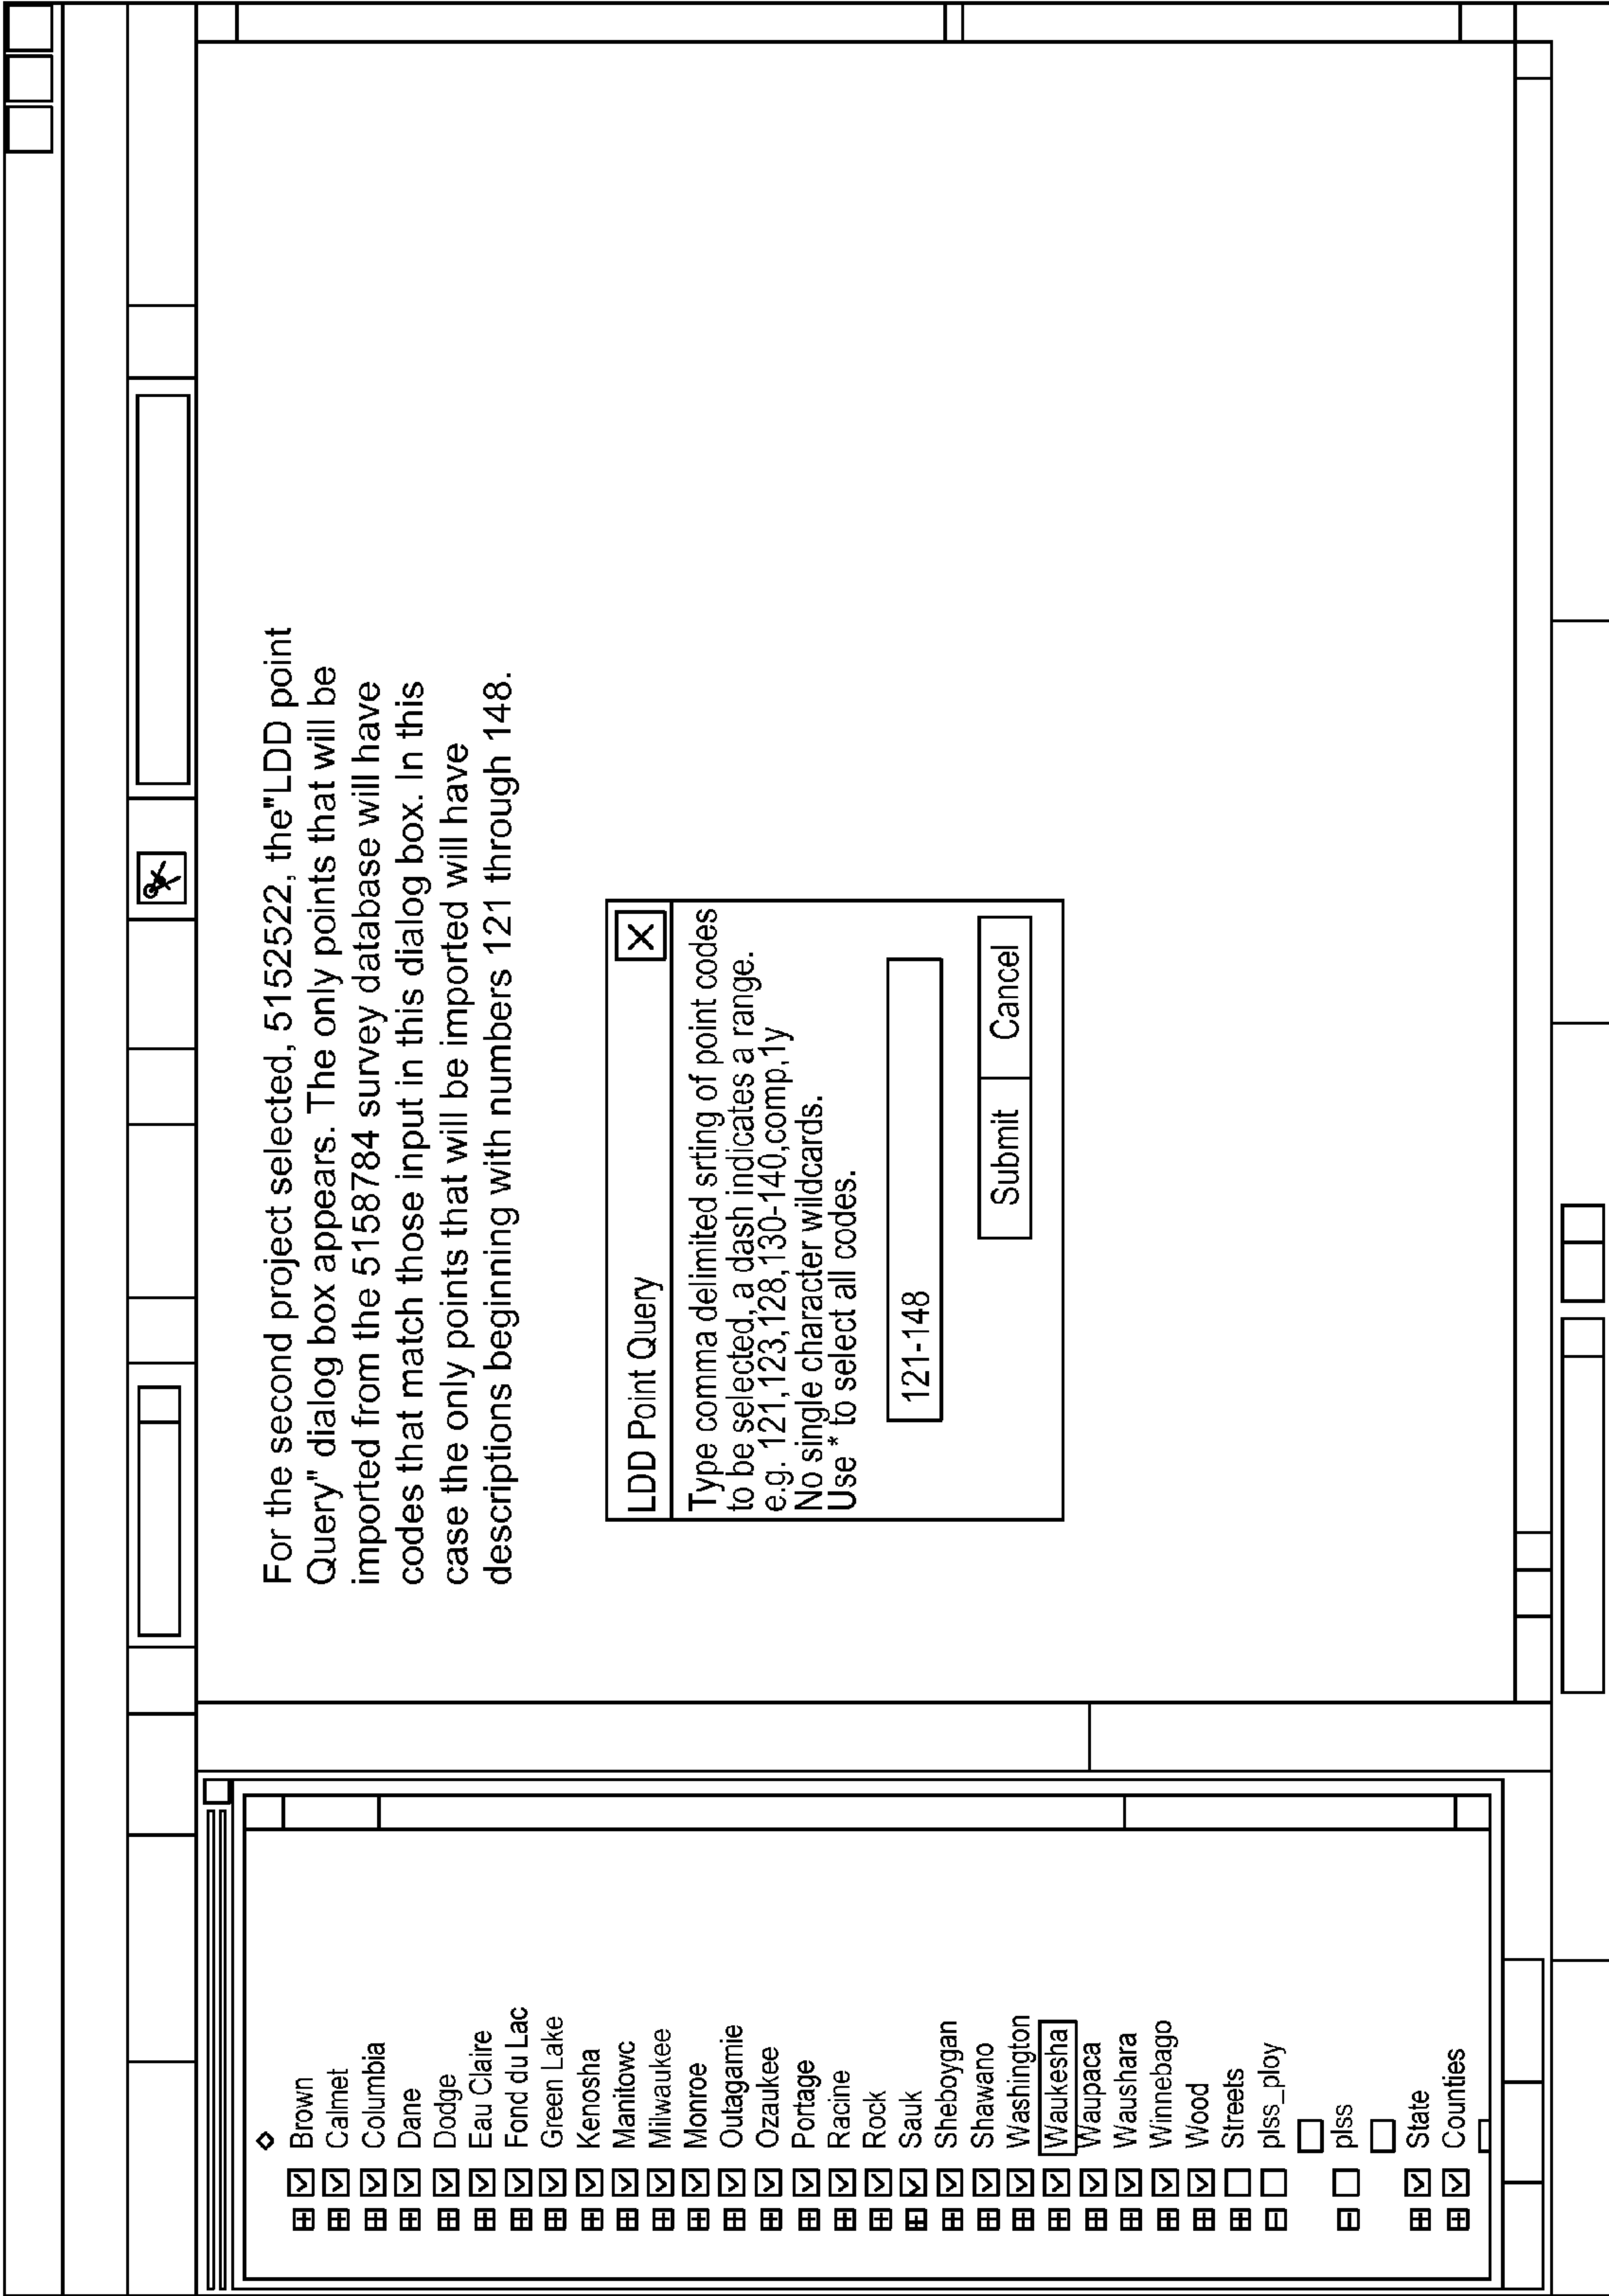 Brown
Calmet
Columbia
Dane
Dodge
Eau Claire
Fond du Lac
Green Lake
Kenosha
Manitowc
Milwaukee
Monroe
Outagamie
Ozaukee
Portage
Racine
Rock
Sauk
Sheboygan
Shawano
Washington
Waukesha
Waupaca
Waushara
Winnebago
Wood
Streets
plss_ploy
plss
State
Counties
For the second project selected, 5152522, the"LDD point
Query" dialog box appears. The only points that will be
imported from the 5158784 survey database will have
codes that match those input in this dialog box. In this
case the only points that will be imported will have
descriptions beginning with numbers 121 through 148.
LDD Point Query
Type comma delimited srting of point codes
to be selected, a dash indicates a range.
e.g. 121,123,128,130-140,comp,1y
No single character wildcards.
Use * to select all codes.
121-148
Submit Cancel